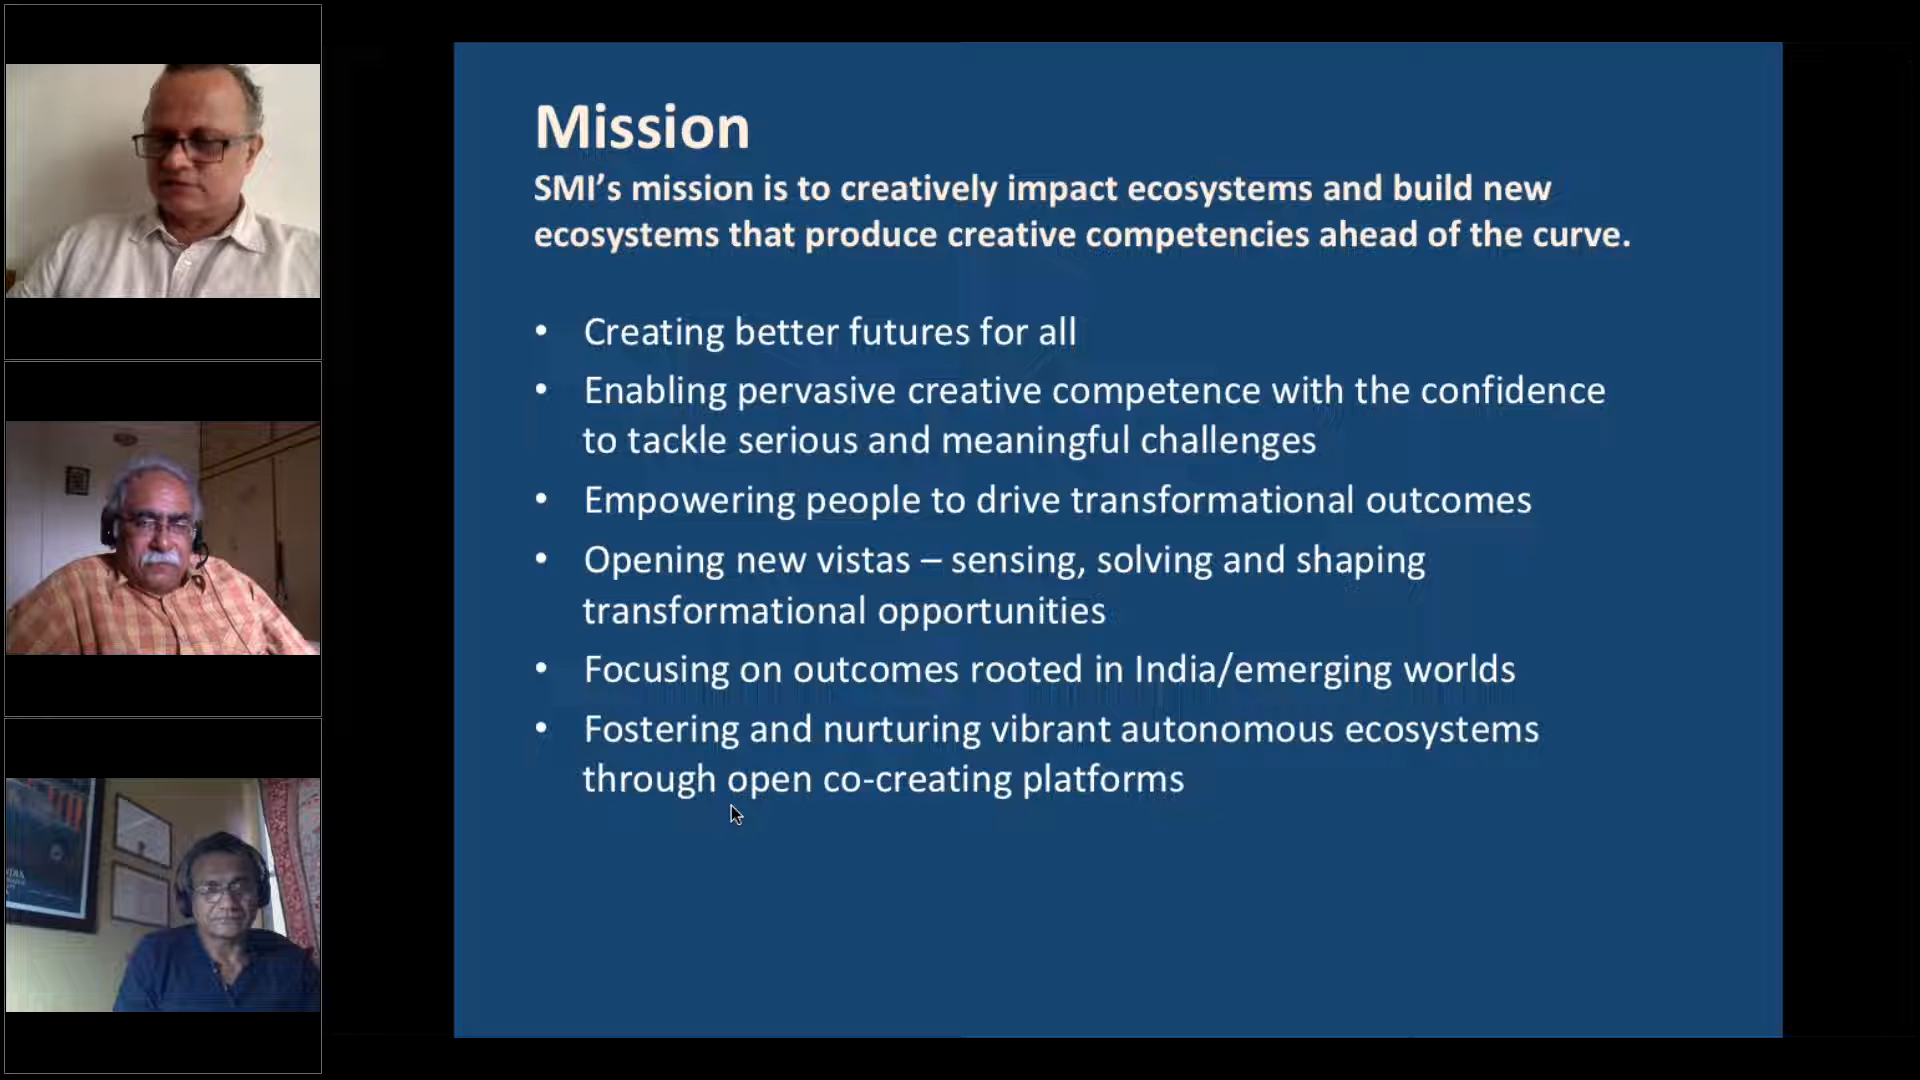 Mission
SMI’s mission is to creatively impact ecosystems and build new
ecosystems that produce creative competencies ahead of the curve.
• Creating better futures for all
• Enabling pervasive creative competence with the confidence
to tackle serious and meaningful challenges
• Empowering people to drive transformational outcomes
• Opening new vistas – sensing, solving and shaping
transformational opportunities
• Focusing on outcomes rooted in India/emerging worlds
• Fostering and nurturing vibrant autonomous ecosystems
through open co-creating platforms